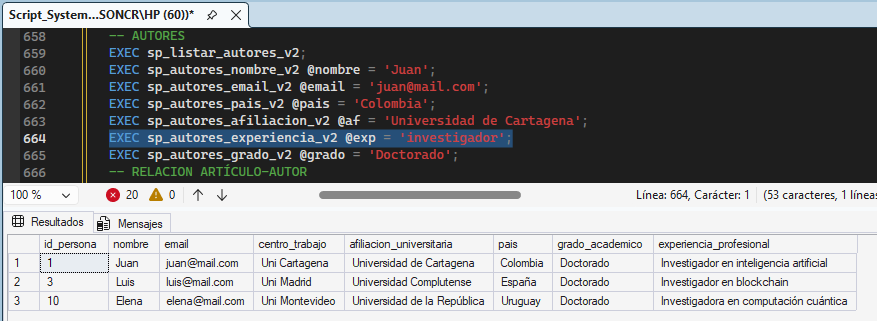 Script_System...SONCR\HP (60))*
658 -- AUTORES
659 EXEC sp_listar_autores_v2;
660 EXEC sp_autores_nombre_v2 @nombre = 'Juan';
661 EXEC sp_autores_email_v2 @email = 'juan@mail.com';
662 EXEC sp_autores_pais_v2 @pais = 'Colombia';
663 EXEC sp_autores_afiliacion_v2 @af = 'Universidad de Cartagena';
664 EXEC sp_autores_experiencia_v2 @exp = 'investigador';
665 EXEC sp_autores_grado_v2 @grado = 'Doctorado';
666 -- RELACION ARTÍCULO-AUTOR
100 % 20 0 Línea: 664, Carácter: 1 (53 caracteres, 1 líneas
Resultados Mensajes
id_persona nombre email centro_trabajo afiliacion_universitaria pais grado_academico experiencia_profesional
1 1 Juan juan@mail.com Uni Cartagena Universidad de Cartagena Colombia Doctorado Investigador en inteligencia artificial
2 3 Luis luis@mail.com Uni Madrid Universidad Complutense España Doctorado Investigador en blockchain
3 10 Elena elena@mail.com Uni Montevideo Universidad de la República Uruguay Doctorado Investigadora en computación cuántica